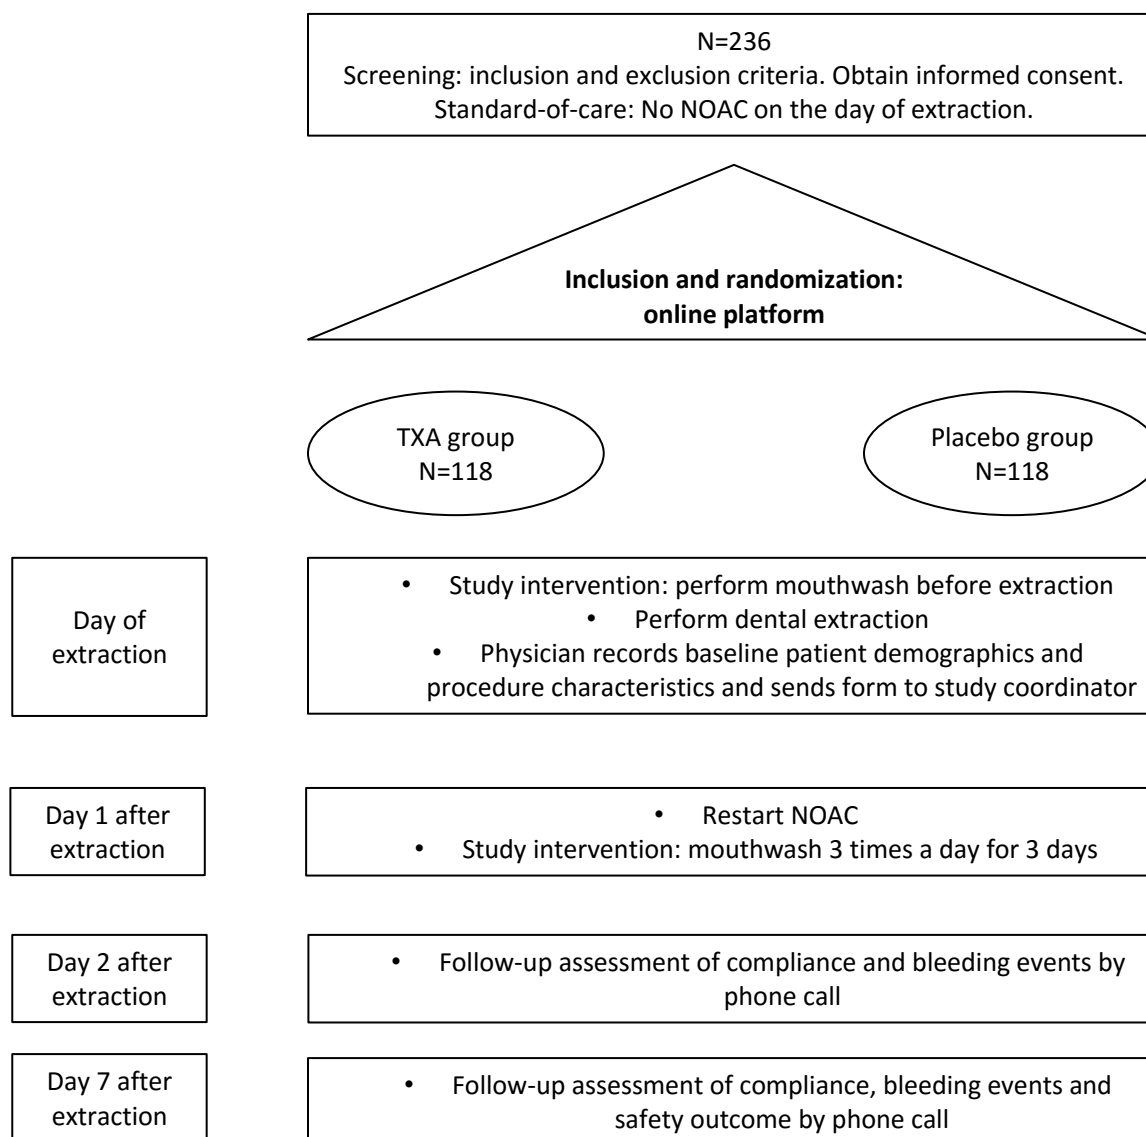 N=236
Screening: inclusion and exclusion criteria. Obtain informed consent.
Standard-of-care: No NOAC on the day of extraction.
Inclusion and randomization:
online platform
TXA group
N=118
Placebo group
N=118
Day of
extraction
• Study intervention: perform mouthwash before extraction
• Perform dental extraction
• Physician records baseline patient demographics and
procedure characteristics and sends form to study coordinator
Day 1 after
extraction
• Restart NOAC
• Study intervention: mouthwash 3 times a day for 3 days
Day 2 after
extraction
• Follow-up assessment of compliance and bleeding events by
phone call
Day 7 after
extraction
• Follow-up assessment of compliance, bleeding events and
safety outcome by phone call